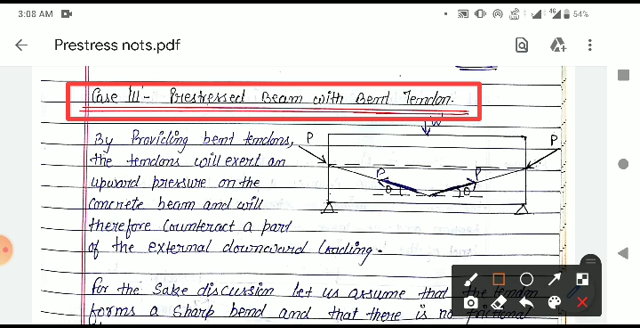 3:08 AM
4G 54%
Prestress nots.pdf
Case III - Prestressed Beam with Bent Tendon.
W
By Providing bent tendons, P P
the tendons will exert an P P
upward pressure on the θ θ
concrete beam and will
therefore counteract a part
of the external downward loading.
For the sake discussion let us assume that the tendon
forms a sharp bend and that there is no frictional